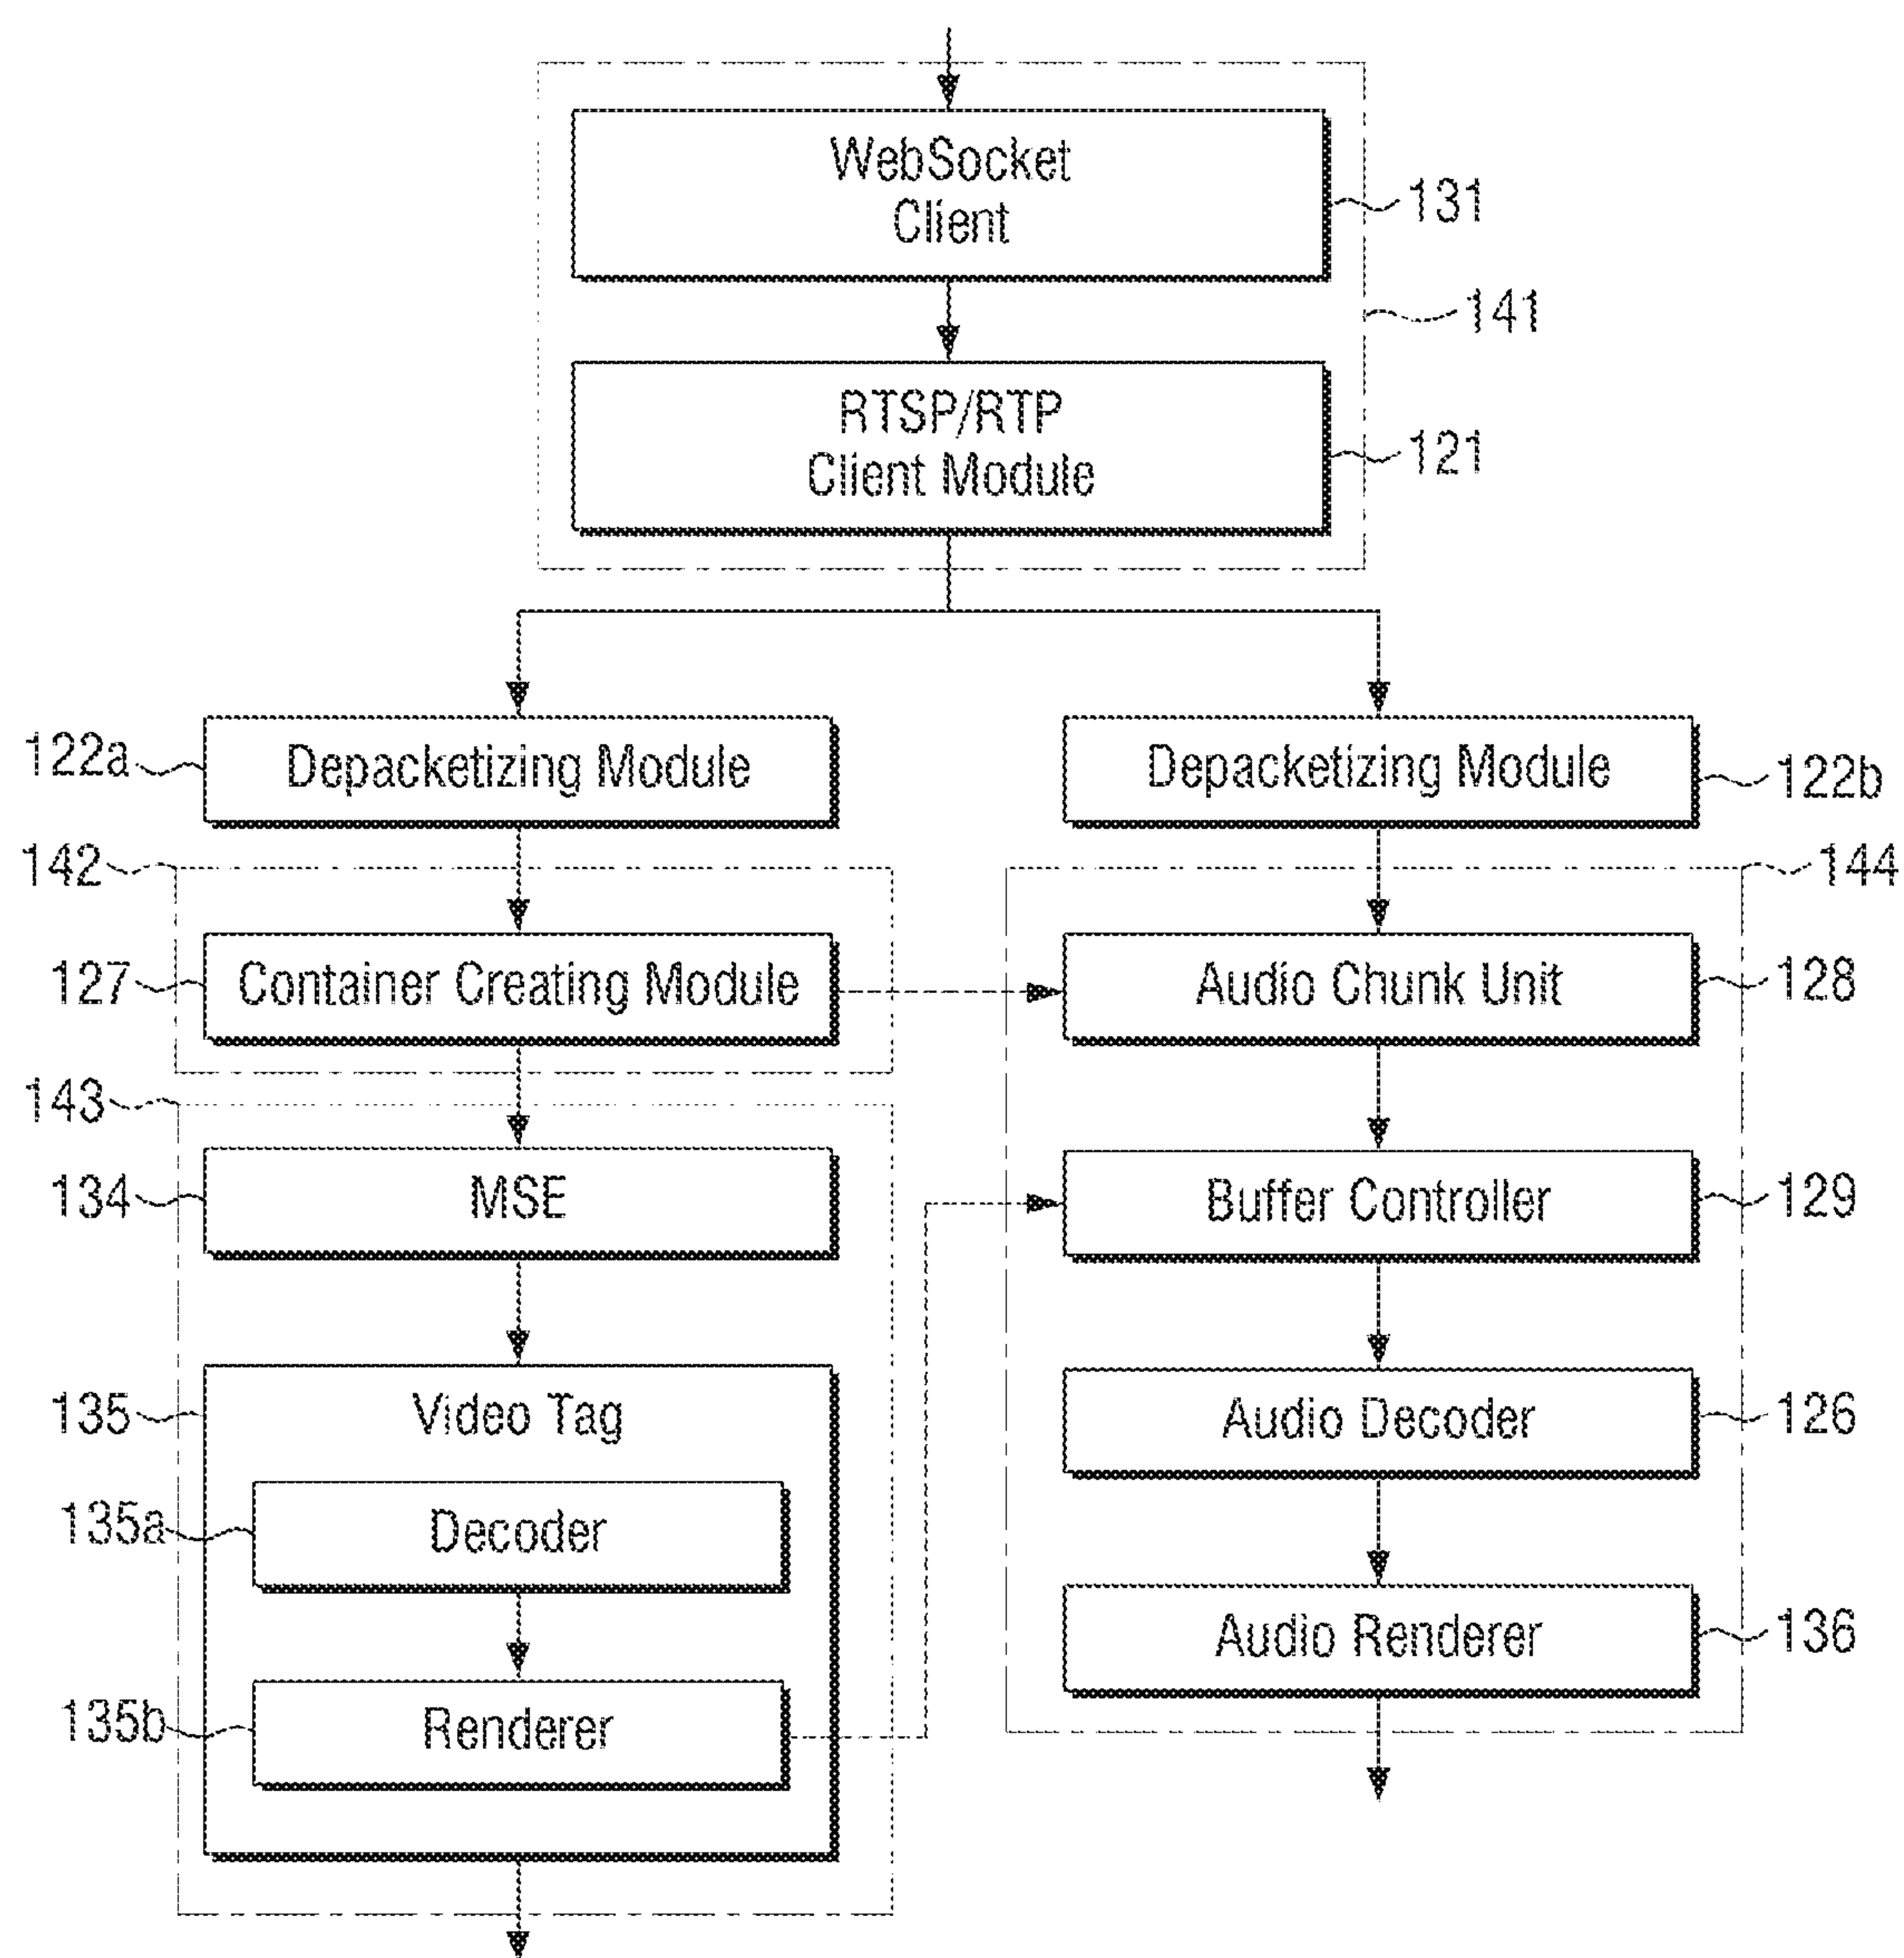 WebSocket
Client
131
141
RTSP/RTP
Client Module
121
122a
Depacketizing Module
Depacketizing Module
122b
142
144
127
Container Creating Module
Audio Chunk Unit
128
143
134
MSE
Buffer Controller
129
135
Video Tag
Audio Decoder
126
135a
Decoder
Audio Renderer
136
135b
Renderer